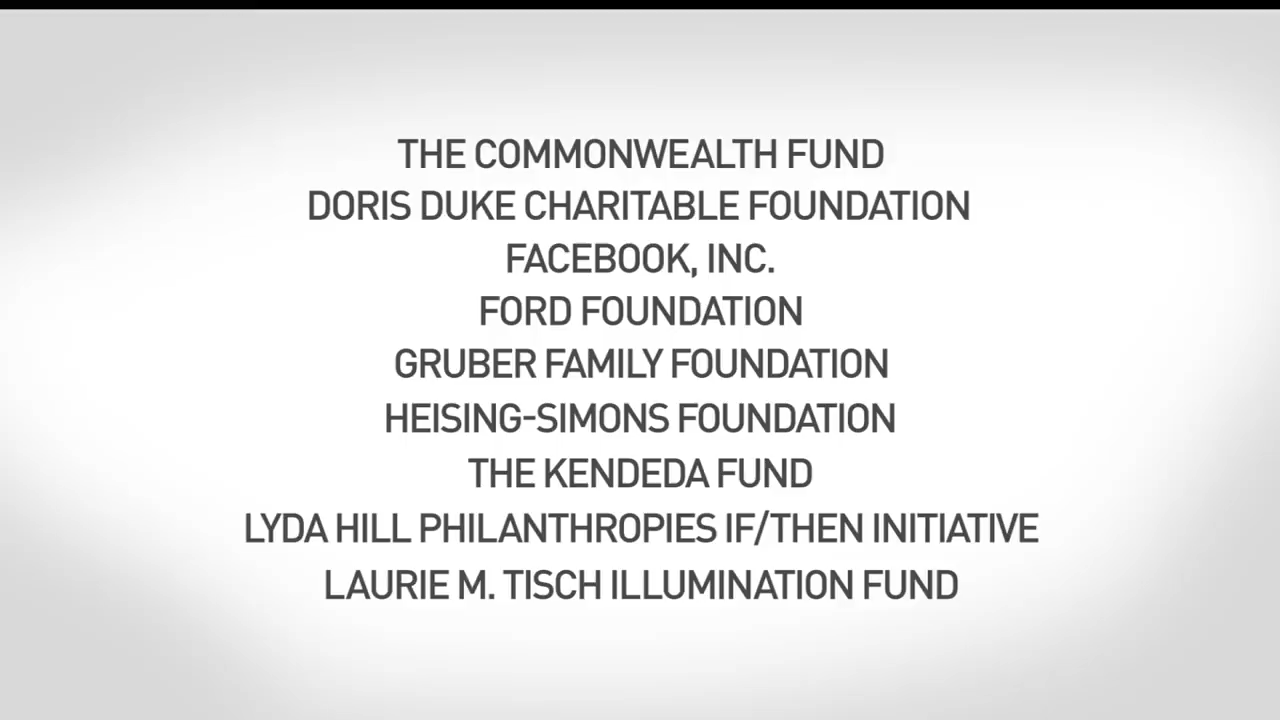 THE COMMONWEALTH FUND
DORIS DUKE CHARITABLE FOUNDATION
FACEBOOK, INC.
FORD FOUNDATION
GRUBER FAMILY FOUNDATION
HEISING-SIMONS FOUNDATION
THE KENDEDA FUND
LYDA HILL PHILANTHROPIES IF/THEN INITIATIVE
LAURIE M. TISCH ILLUMINATION FUND